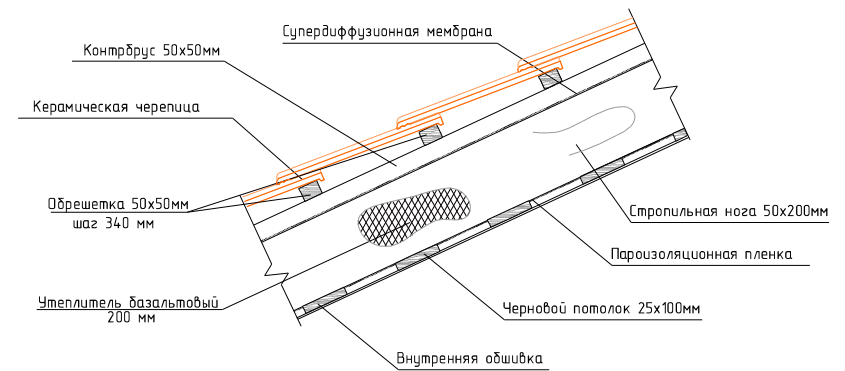 Супердиффузионная мембрана
Контрбрус 50х50мм
Керамическая черепица
Обрешетка 50х50мм
шаг 340 мм
Стропильная нога 50х200мм
Пароизоляционная пленка
Утеплитель базальтовый
200 мм
Черновой потолок 25х100мм
Внутренняя обшивка